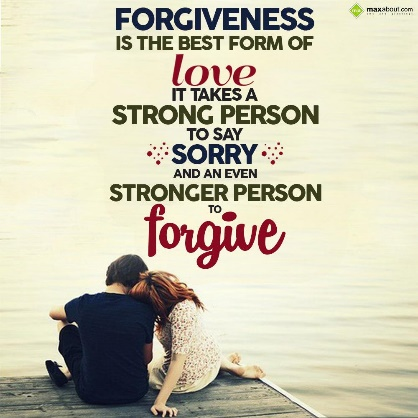 maxabout.com
FORGIVENESS
IS THE BEST FORM OF
love
IT TAKES A
STRONG PERSON
TO SAY
SORRY
AND AN EVEN
STRONGER PERSON
TO
forgive